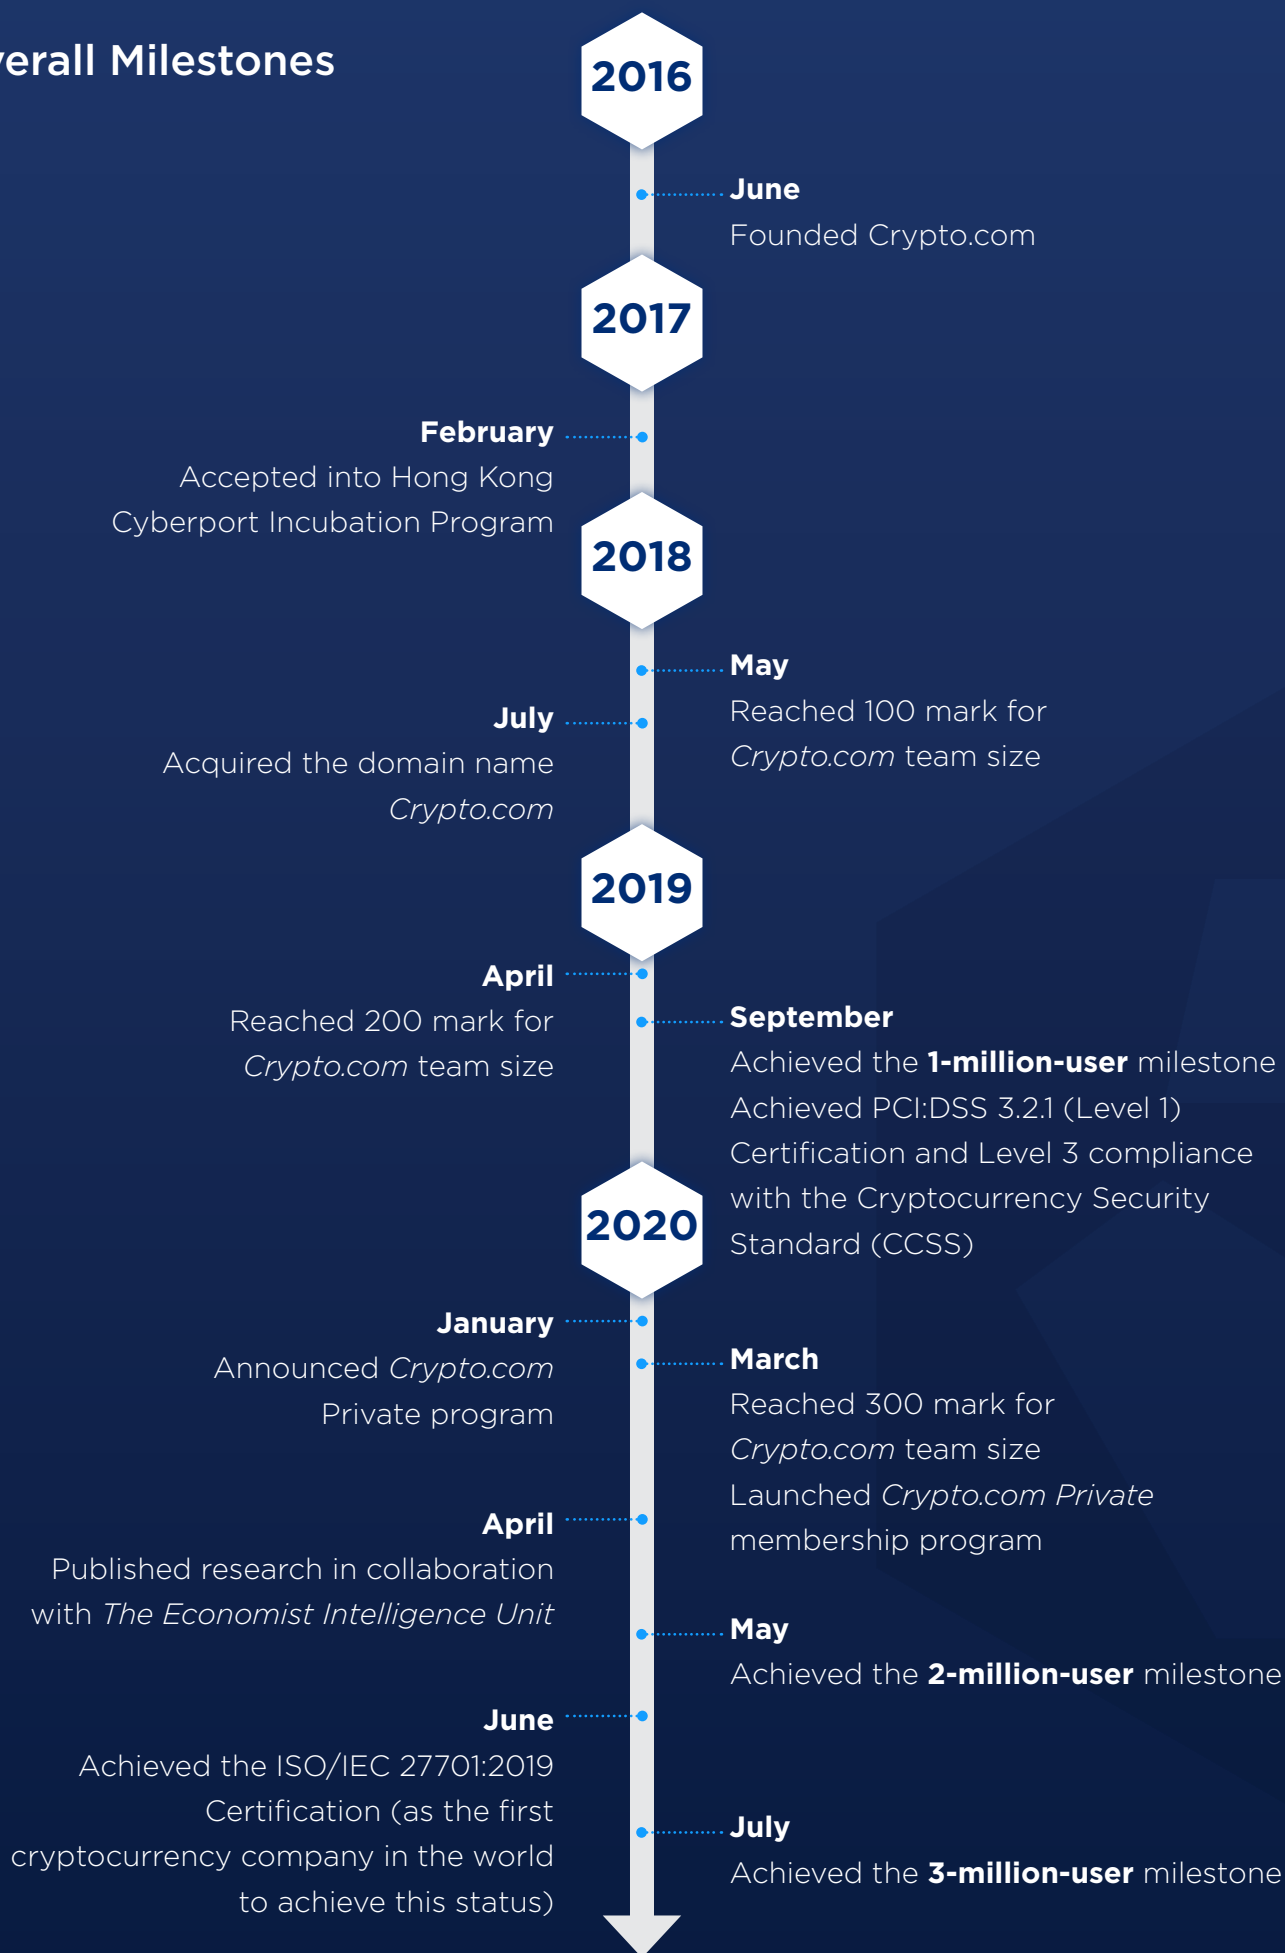 verall Milestones
2016
June
Founded Crypto.com
2017
February
Accepted into Hong Kong
Cyberport Incubation Program
2018
May
Reached 100 mark for
Crypto.com team size
July
Acquired the domain name
Crypto.com
2019
April
Reached 200 mark for
Crypto.com team size
September
Achieved the 1-million-user milestone
Achieved PCI:DSS 3.2.1 (Level 1)
Certification and Level 3 compliance
with the Cryptocurrency Security
Standard (CCSS)
2020
January
Announced Crypto.com
Private program
March
Reached 300 mark for
Crypto.com team size
Launched Crypto.com Private
membership program
April
Published research in collaboration
with The Economist Intelligence Unit
May
Achieved the 2-million-user milestone
June
Achieved the ISO/IEC 27701:2019
Certification (as the first
cryptocurrency company in the world
to achieve this status)
July
Achieved the 3-million-user milestone